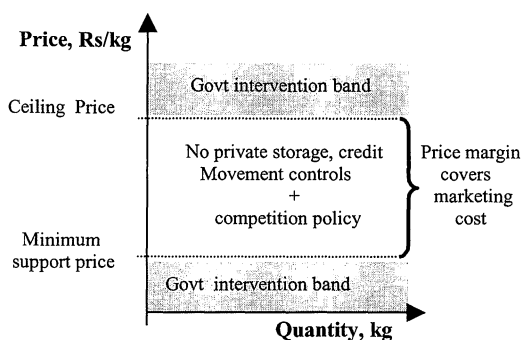 Price, Rs/kg
Govt intervention band
Ceiling Price
No private storage, credit
Movement controls
+
competition policy
Price margin
covers
marketing
cost
Minimum
support price
Govt intervention band
Quantity, kg